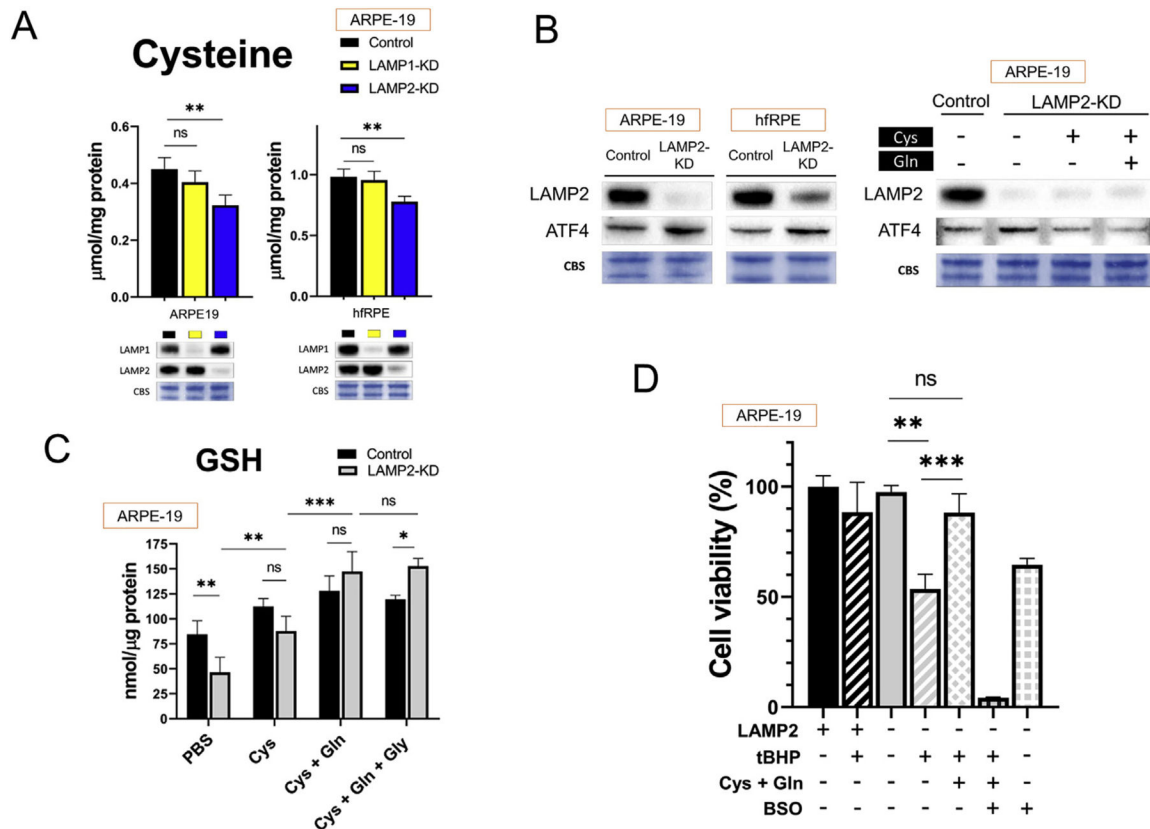 A
Cysteine
ARPE-19
Control
LAMP1-KD
LAMP2-KD
μmol/mg protein
0.6
0.4
0.2
0.0
**
ns
ARPE19
LAMP1
LAMP2
CBS
μmol/mg protein
1.0
0.5
0.0
**
ns
hfRPE
LAMP1
LAMP2
CBS
B
ARPE-19
hfRPE
Control
LAMP2-KD
Control
LAMP2-KD
LAMP2
ATF4
CBS
ARPE-19
Control
LAMP2-KD
Cys - - + +
Gln - - - +
LAMP2
ATF4
CBS
C
GSH
Control
LAMP2-KD
ARPE-19
nmol/μg protein
175
150
125
100
75
50
25
0
**
**
ns
***
ns
ns
*
PBS
Cys
Cys + Gln
Cys + Gln + Gly
D
ARPE-19
Cell viability (%)
100
50
0
ns
**
***
LAMP2 + + - - - - -
tBHP - + - + + + -
Cys + Gln - - - - + + -
BSO - - - - - + +